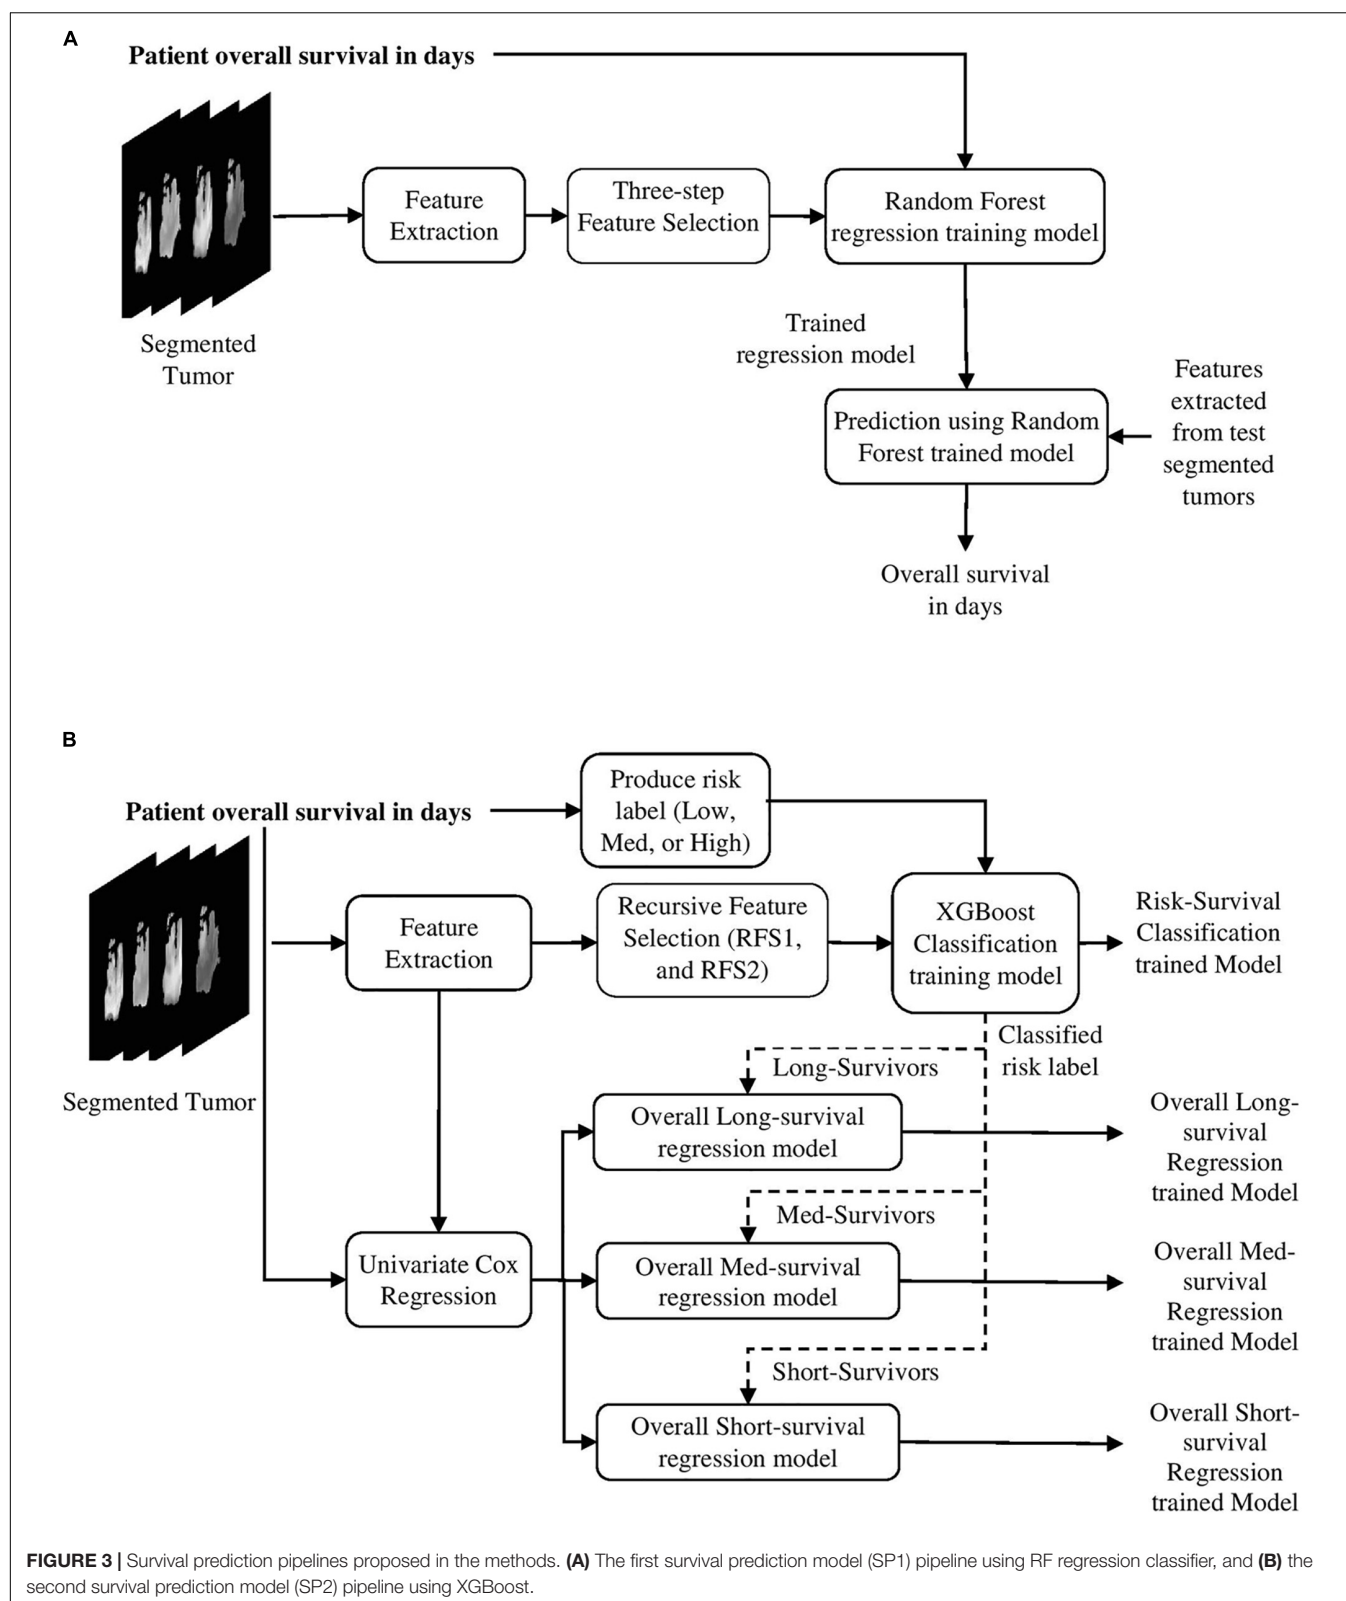 A
Patient overall survival in days
Feature
Extraction
Three-step
Feature Selection
Random Forest
regression training model
Segmented
Tumor
Trained
regression model
Features
extracted
from test
segmented
tumors
Prediction using Random
Forest trained model
Overall survival
in days
B
Patient overall survival in days
Produce risk
label (Low,
Med, or High)
Feature
Extraction
Recursive Feature
Selection (RFS1,
and RFS2)
XGBoost
Classification
training model
Risk-Survival
Classification
trained Model
Segmented Tumor
Classified
risk label
Long-Survivors
Overall Long-survival
regression model
Overall Long-
survival
Regression
trained Model
Med-Survivors
Univariate Cox
Regression
Overall Med-survival
regression model
Overall Med-
survival
Regression
trained Model
Short-Survivors
Overall Short-survival
regression model
Overall Short-
survival
Regression
trained Model
FIGURE 3 | Survival prediction pipelines proposed in the methods. (A) The first survival prediction model (SP1) pipeline using RF regression classifier, and (B) the
second survival prediction model (SP2) pipeline using XGBoost.